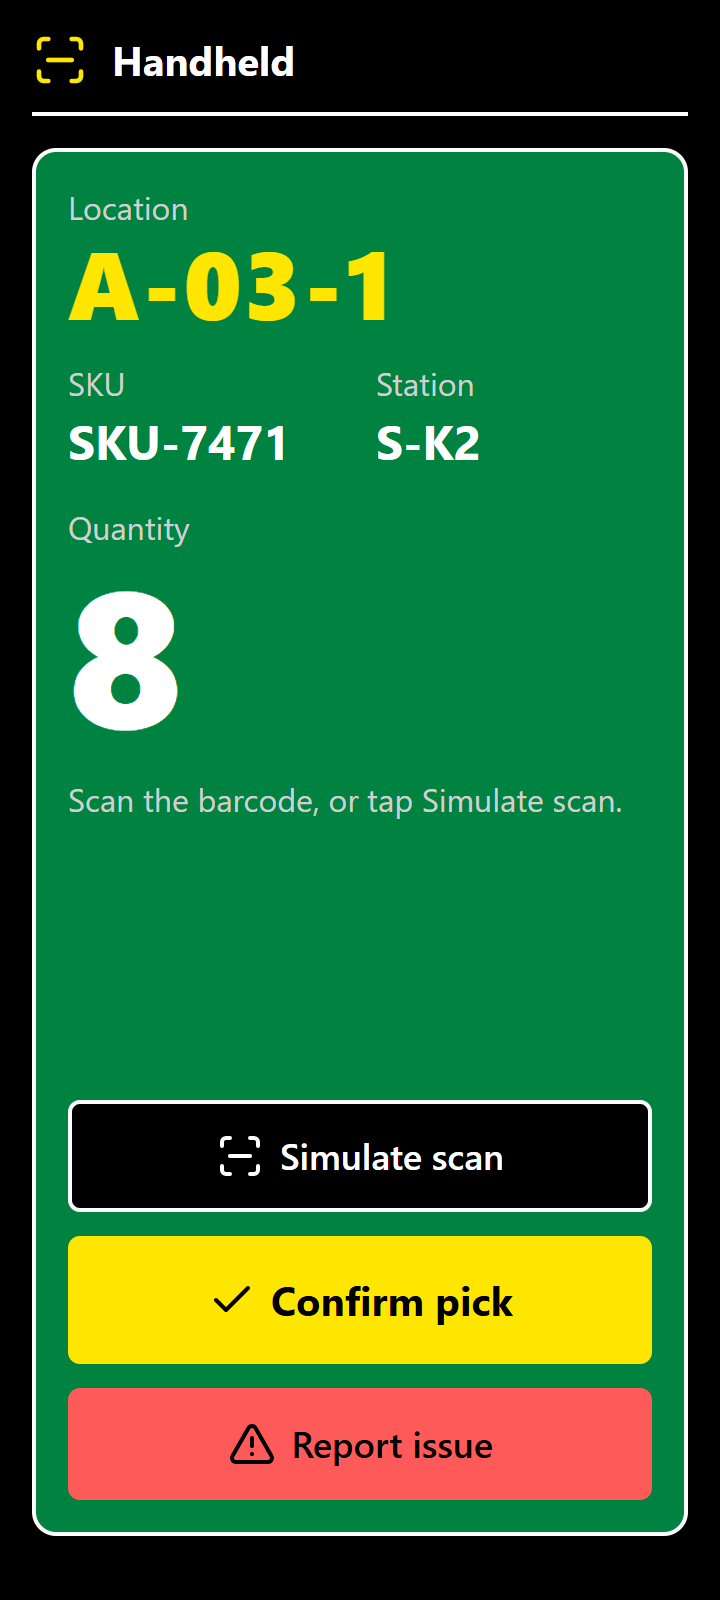 Handheld
Location
A-03-1
SKU
Station
SKU-7471
S-K2
Quantity
8
Scan the barcode, or tap Simulate scan.
Simulate scan
Confirm pick
Report issue